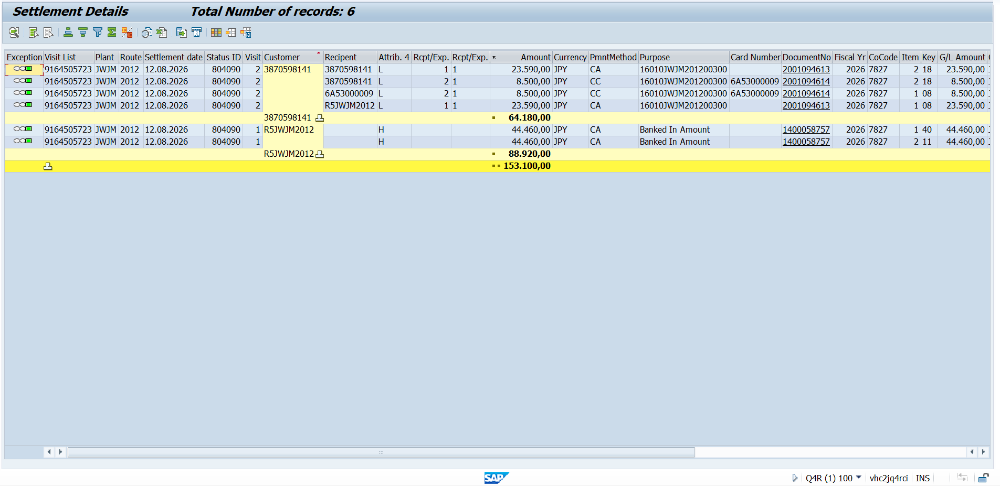 Settlement Details Total Number of records: 6
Exception Visit List Plant Route Settlement date Status ID Visit Customer Recipent Attrib. 4 Rcpt/Exp. Rcpt/Exp. Σ Amount Currency PmntMethod Purpose Card Number DocumentNo Fiscal Yr CoCode Item Key G/L Amount
9164505723 JWJM 2012 12.08.2026 804090 2 3870598141 3870598141 L 1 1 23.590,00 JPY CA 16010JWJM201200300 2001094613 2026 7827 2 18 23.590,00
9164505723 JWJM 2012 12.08.2026 804090 2 3870598141 L 2 1 8.500,00 JPY CC 16010JWJM201200300 6A53000009 2001094614 2026 7827 2 18 8.500,00
9164505723 JWJM 2012 12.08.2026 804090 2 6A53000009 L 2 1 8.500,00 JPY CC 16010JWJM201200300 6A53000009 2001094614 2026 7827 1 08 8.500,00
9164505723 JWJM 2012 12.08.2026 804090 2 R5JWJM2012 L 1 1 23.590,00 JPY CA 16010JWJM201200300 2001094613 2026 7827 1 08 23.590,00
3870598141 64.180,00
9164505723 JWJM 2012 12.08.2026 804090 1 R5JWJM2012 H 44.460,00 JPY CA Banked In Amount 1400058757 2026 7827 1 40 44.460,00
9164505723 JWJM 2012 12.08.2026 804090 1 H 44.460,00 JPY CA Banked In Amount 1400058757 2026 7827 2 11 44.460,00
R5JWJM2012 88.920,00
153.100,00
SAP Q4R (1) 100 vhc2jq4rci INS